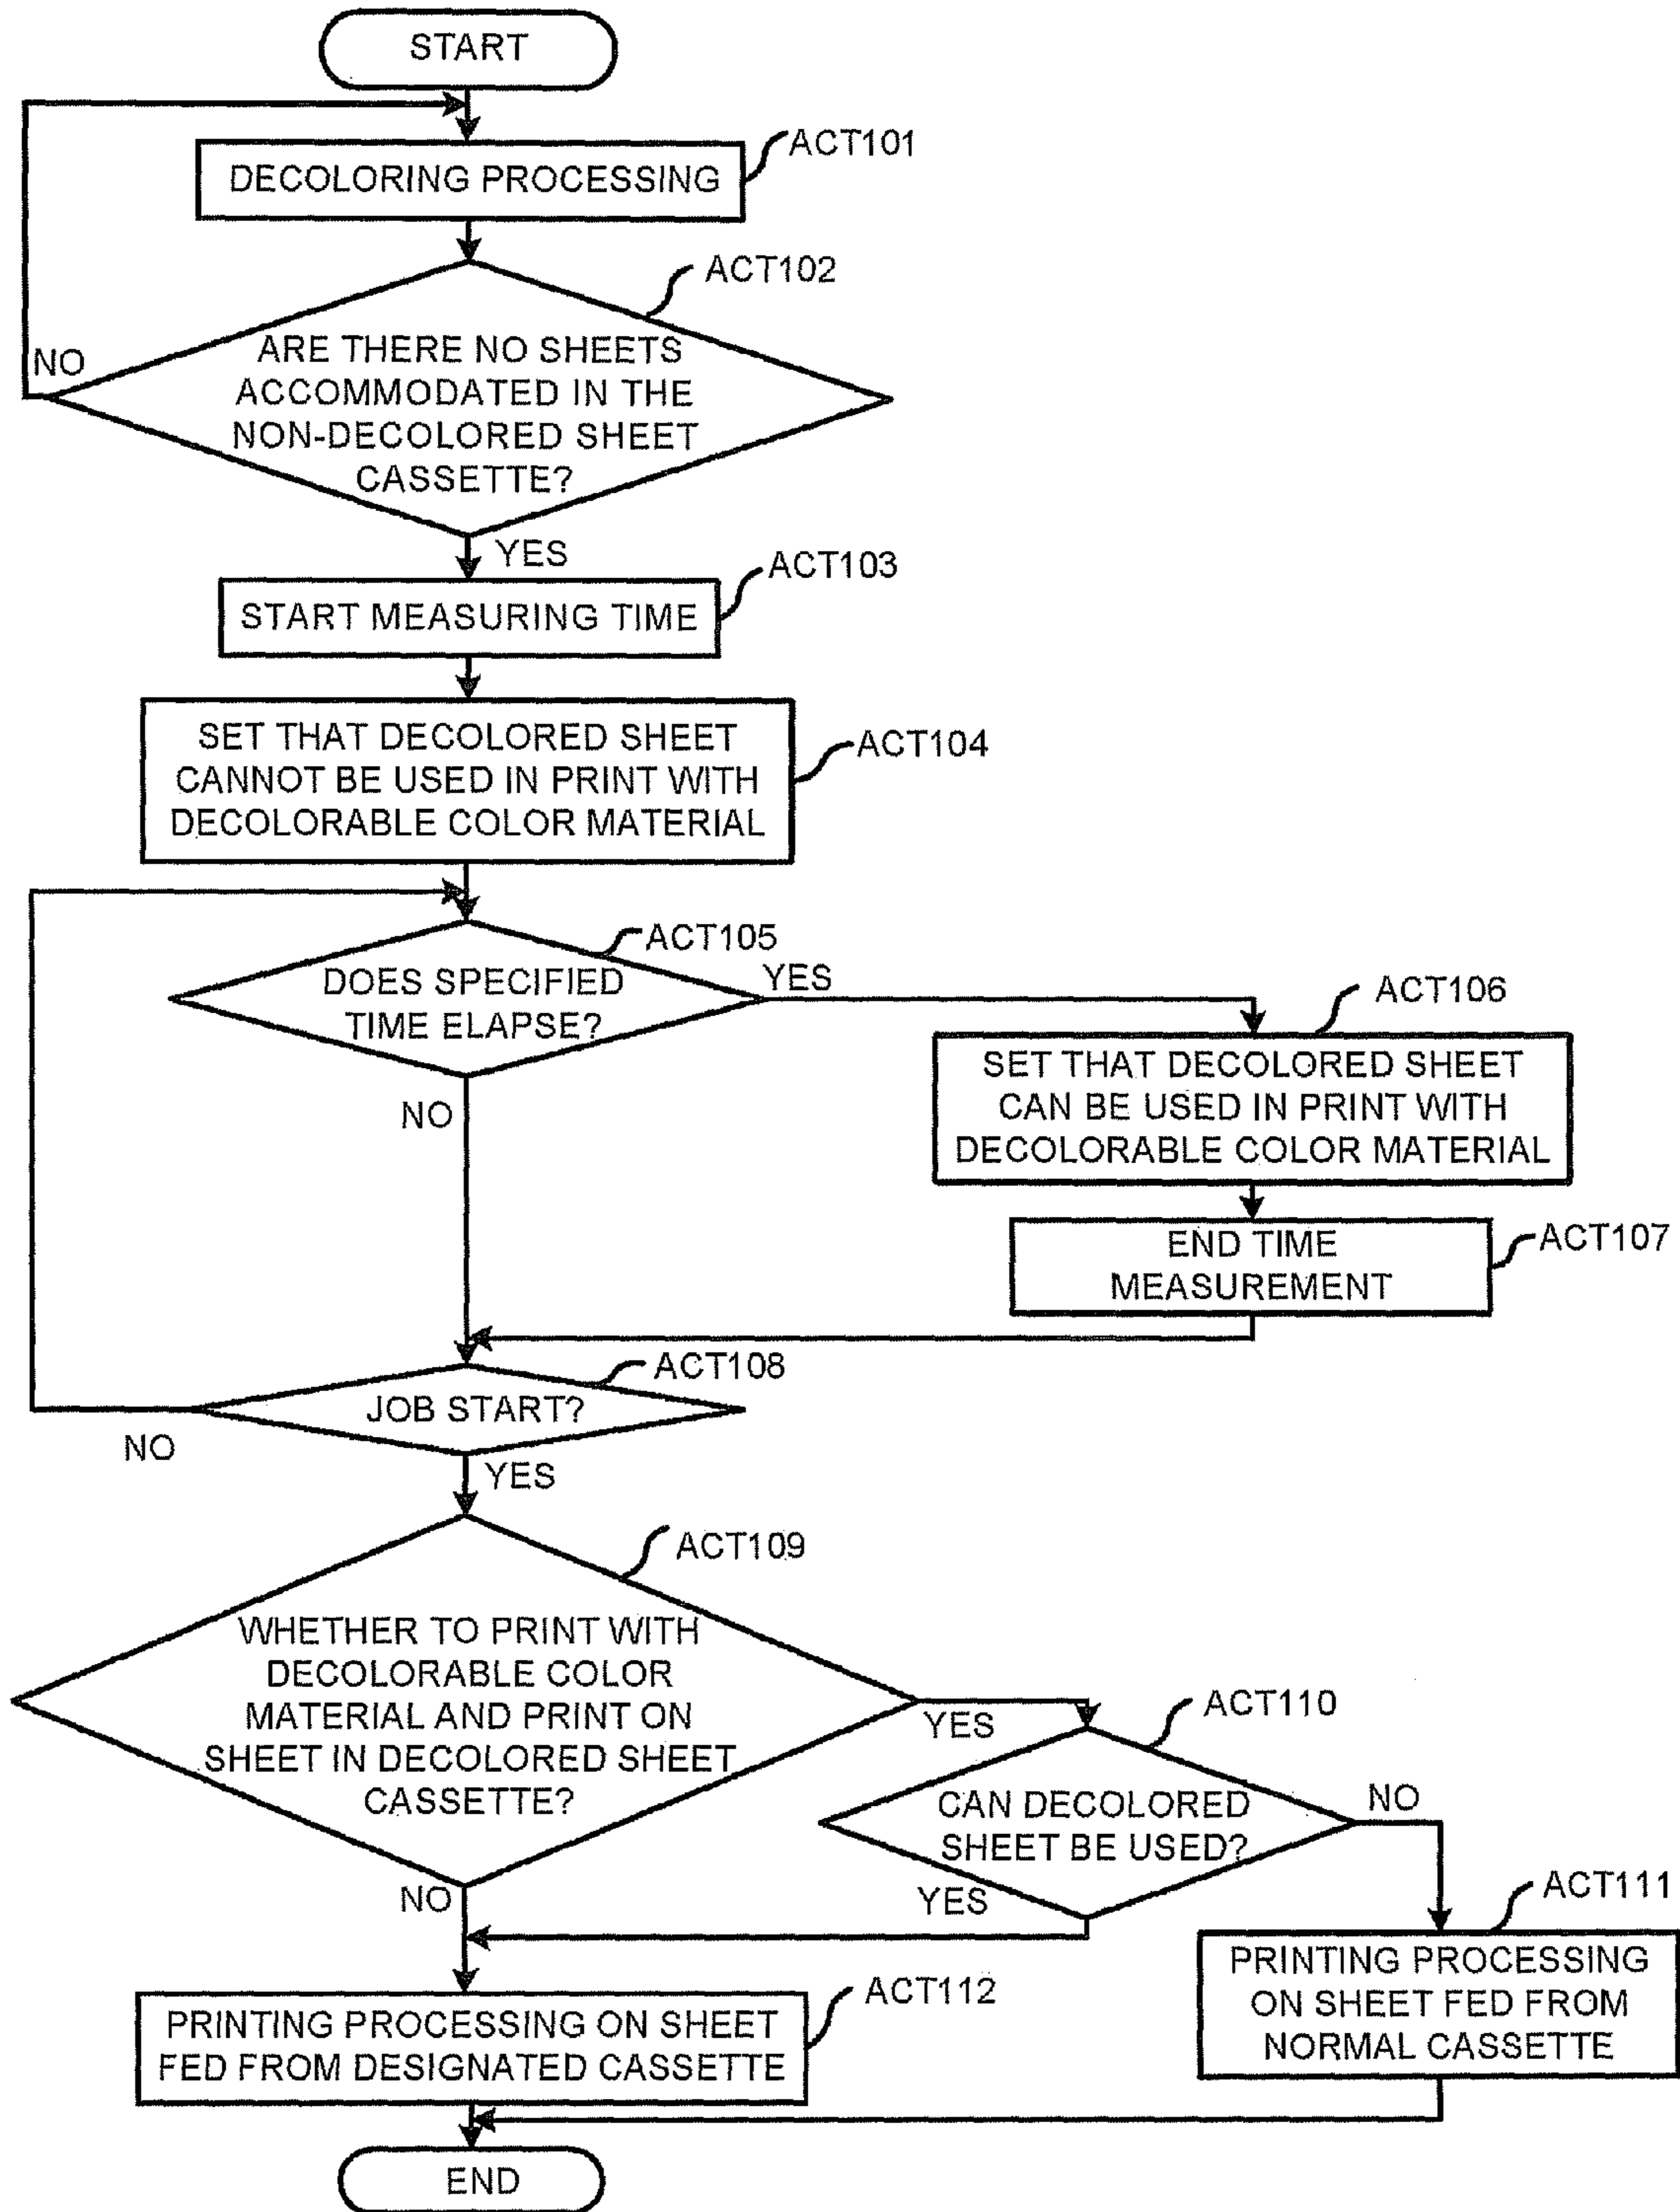 START
ACT101
DECOLORING PROCESSING
ACT102
ARE THERE NO SHEETS
ACCOMMODATED IN THE
NON-DECOLORED SHEET
CASSETTE?
NO
YES
ACT103
START MEASURING TIME
SET THAT DECOLORED SHEET
CANNOT BE USED IN PRINT WITH
DECOLORABLE COLOR MATERIAL
ACT104
ACT105
DOES SPECIFIED
TIME ELAPSE?
YES
NO
ACT106
SET THAT DECOLORED SHEET
CAN BE USED IN PRINT WITH
DECOLORABLE COLOR MATERIAL
END TIME
MEASUREMENT
ACT107
ACT108
JOB START?
NO
YES
ACT109
WHETHER TO PRINT WITH
DECOLORABLE COLOR
MATERIAL AND PRINT ON
SHEET IN DECOLORED SHEET
CASSETTE?
YES
NO
ACT110
CAN DECOLORED
SHEET BE USED?
NO
YES
ACT111
PRINTING PROCESSING
ON SHEET FED FROM
NORMAL CASSETTE
ACT112
PRINTING PROCESSING ON SHEET
FED FROM DESIGNATED CASSETTE
END